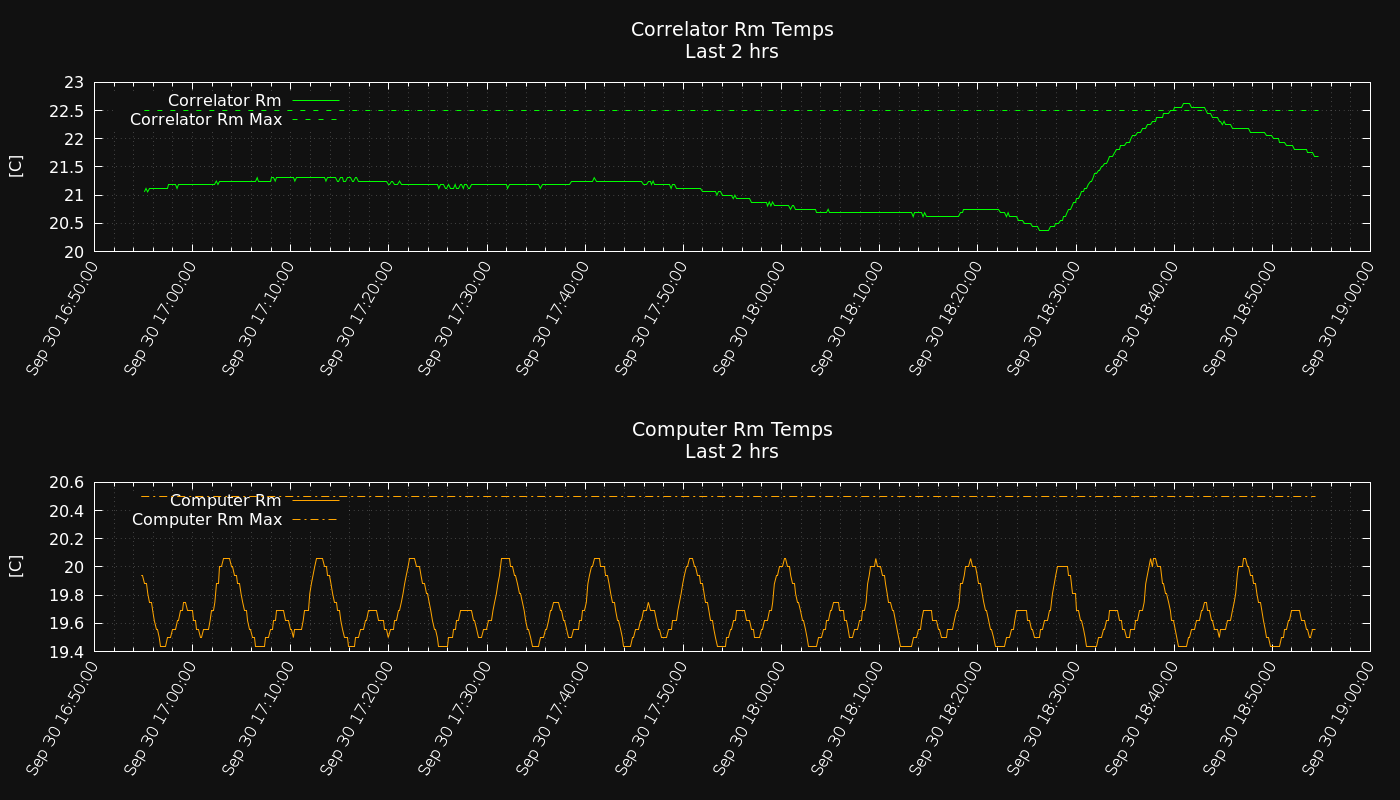 Correlator Rm Temps
Last 2 hrs
23
22.5
22
21.5
21
20.5
20
[C]
Correlator Rm
Correlator Rm Max
Sep 30 16:50:00
Sep 30 17:00:00
Sep 30 17:10:00
Sep 30 17:20:00
Sep 30 17:30:00
Sep 30 17:40:00
Sep 30 17:50:00
Sep 30 18:00:00
Sep 30 18:10:00
Sep 30 18:20:00
Sep 30 18:30:00
Sep 30 18:40:00
Sep 30 18:50:00
Sep 30 19:00:00
Computer Rm Temps
Last 2 hrs
20.6
20.4
20.2
20
19.8
19.6
19.4
[C]
Computer Rm
Computer Rm Max
Sep 30 16:50:00
Sep 30 17:00:00
Sep 30 17:10:00
Sep 30 17:20:00
Sep 30 17:30:00
Sep 30 17:40:00
Sep 30 17:50:00
Sep 30 18:00:00
Sep 30 18:10:00
Sep 30 18:20:00
Sep 30 18:30:00
Sep 30 18:40:00
Sep 30 18:50:00
Sep 30 19:00:00